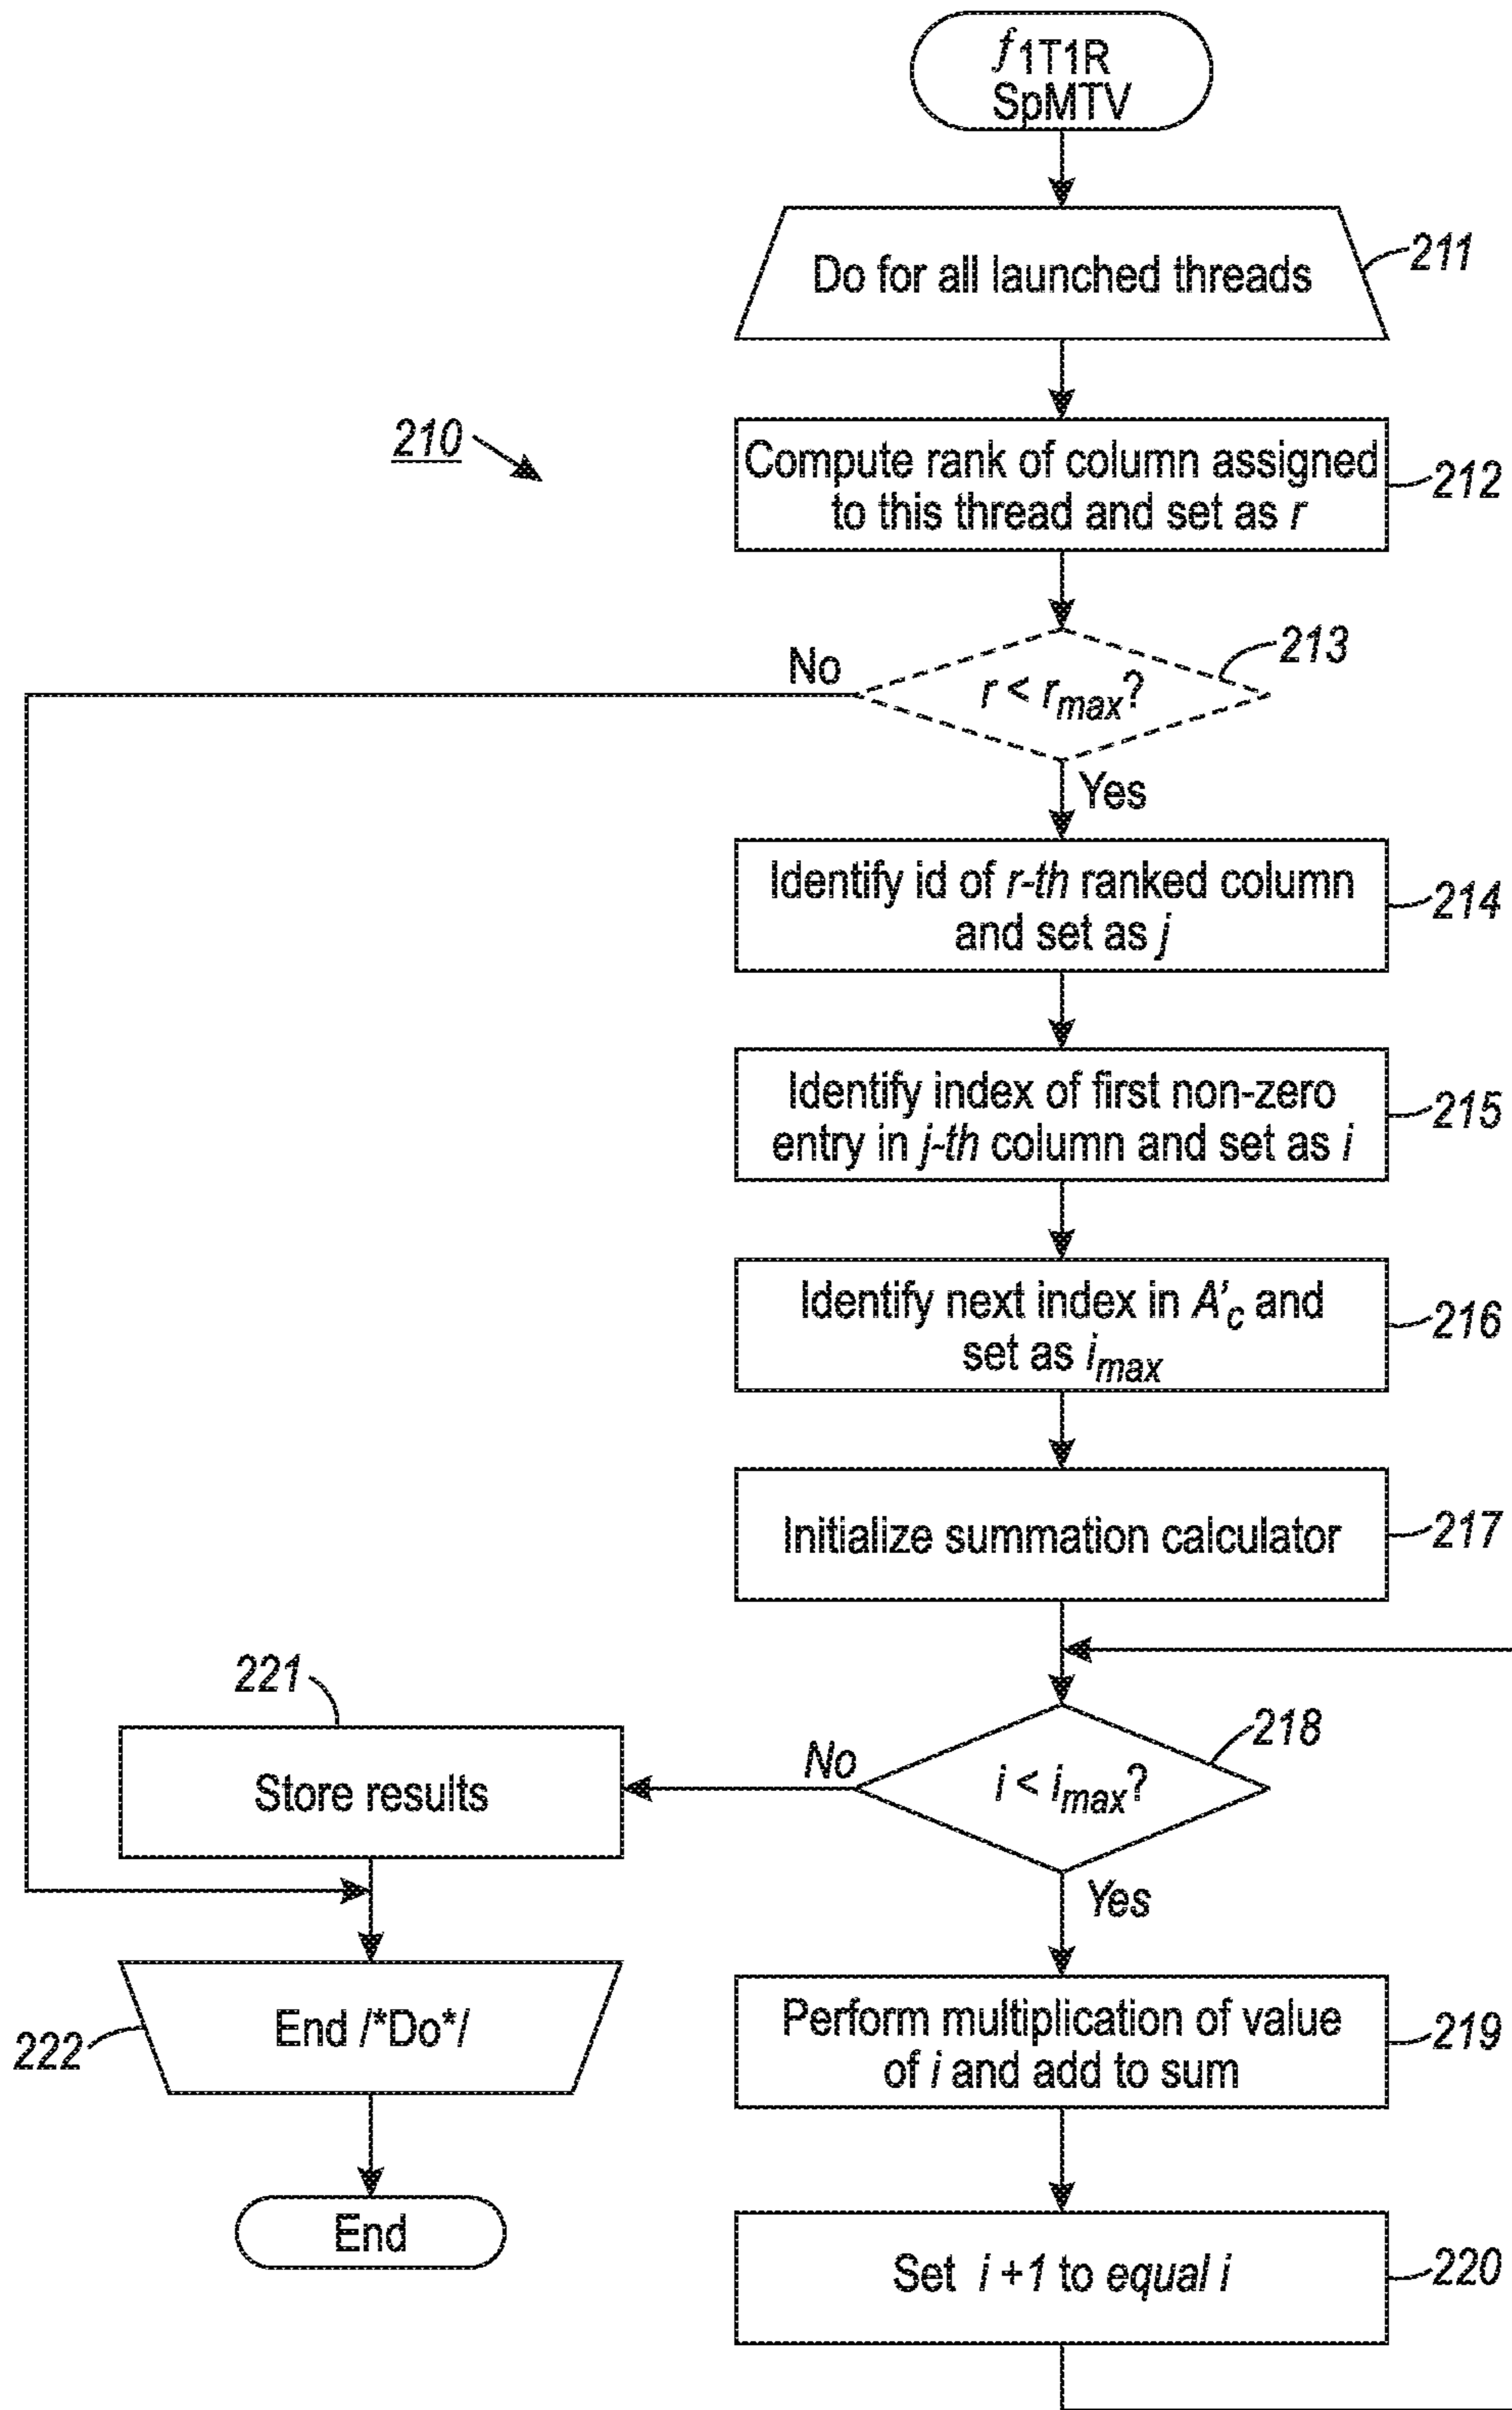 f1T1R
SpMTV
Do for all launched threads
211
210
Compute rank of column assigned
to this thread and set as r
212
213
No
r < rmax?
Yes
Identify id of r-th ranked column
and set as j
214
Identify index of first non-zero
entry in j-th column and set as i
215
Identify next index in A'c and
set as imax
216
Initialize summation calculator
217
221
218
Store results
No
i < imax?
Yes
222
End /*Do*/
Perform multiplication of value
of i and add to sum
219
End
Set i +1 to equal i
220